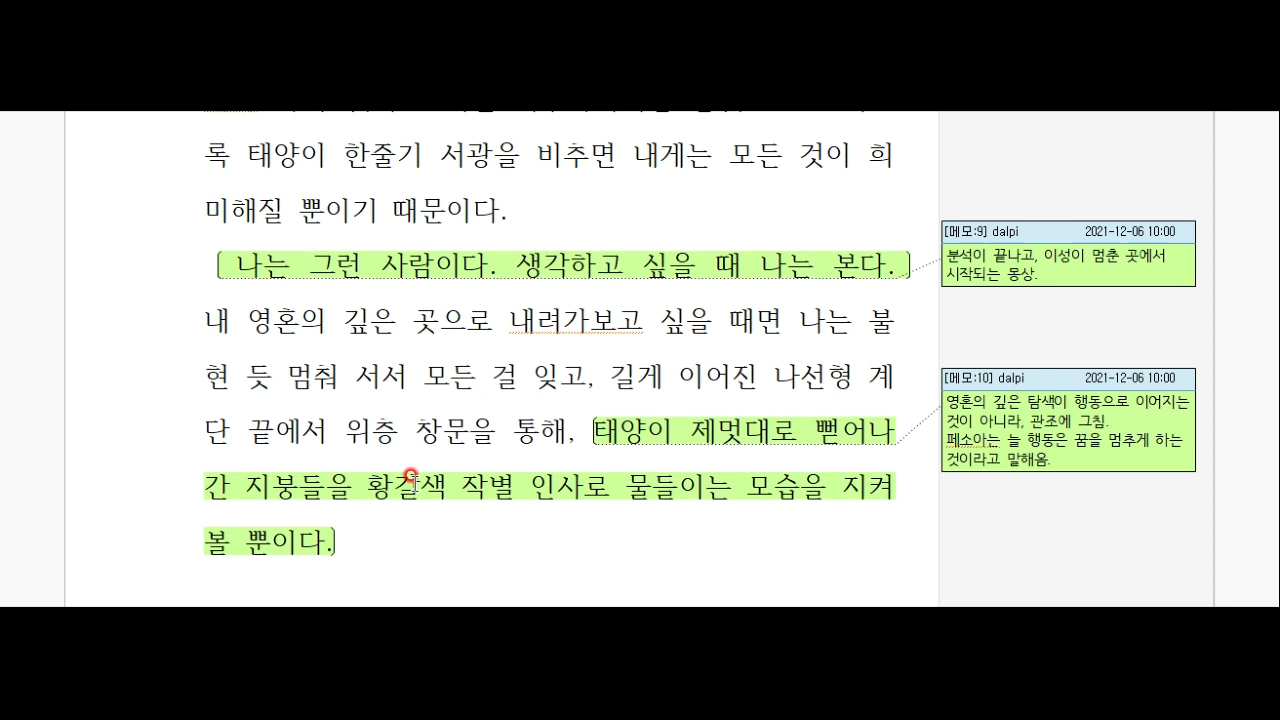 록 태양이 한줄기 서광을 비추면 내게는 모든 것이 희
미해질 뿐이기 때문이다.
나는 그런 사람이다. 생각하고 싶을 때 나는 본다.
내 영혼의 깊은 곳으로 내려가보고 싶을 때면 나는 불
현 듯 멈춰 서서 모든 걸 잊고, 길게 이어진 나선형 계
단 끝에서 위층 창문을 통해, 태양이 제멋대로 뻗어나
간 지붕들을 황갈색 작별 인사로 물들이는 모습을 지켜
볼 뿐이다.
[메모:9] dalpi 2021-12-06 10:00
분석이 끝나고, 이성이 멈춘 곳에서
시작되는 몽상.
[메모:10] dalpi 2021-12-06 10:00
영혼의 깊은 탐색이 행동으로 이어지는
것이 아니라, 관조에 그침.
페소아는 늘 행동은 꿈을 멈추게 하는
것이라고 말해옴.